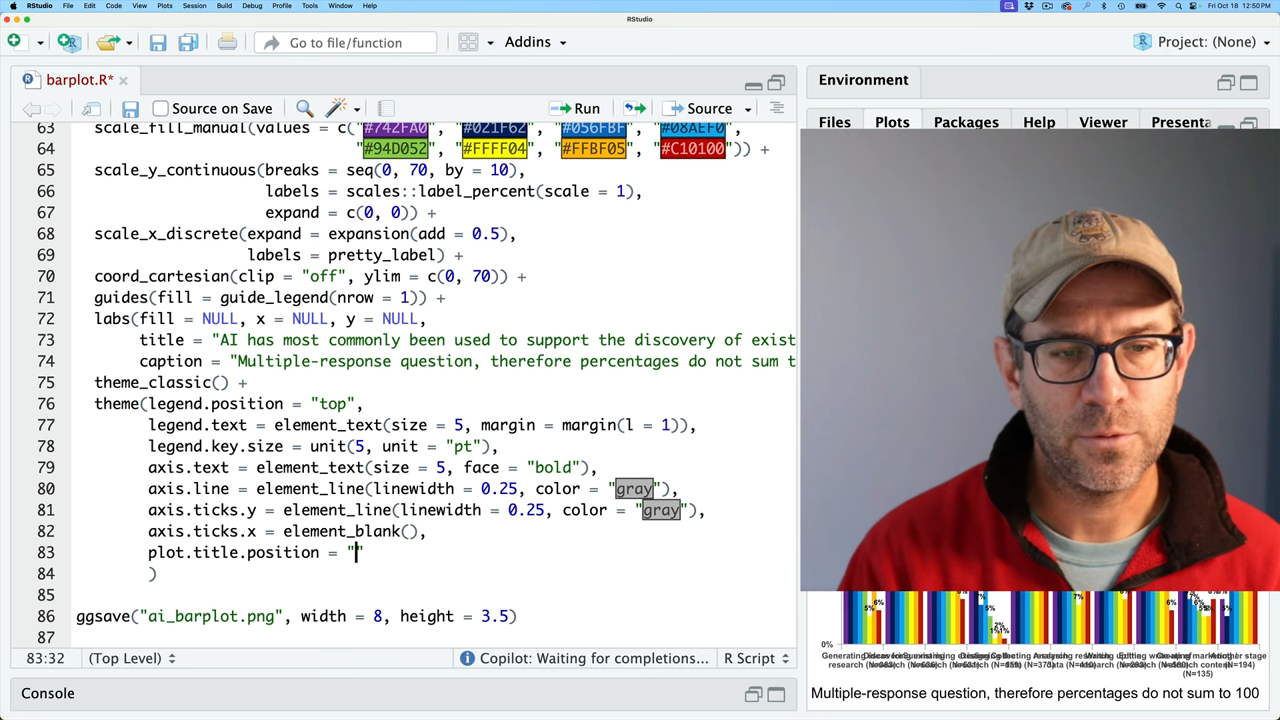 RStudio File Edit Code View Plots Session Build Debug Profile Tools Window Help Fri Oct 18 12:50 PM
RStudio
Go to file/function Addins Project: (None)
barplot.R*
Source on Save Run Source
63 scale_fill_manual(values = c("#742FA0", "#021F62", "#056FBF", "#08AEF0",
64 "#94D052", "#FFFF04", "#FFBF05", "#C10100")) +
65 scale_y_continuous(breaks = seq(0, 70, by = 10),
66 labels = scales::label_percent(scale = 1),
67 expand = c(0, 0)) +
68 scale_x_discrete(expand = expansion(add = 0.5),
69 labels = pretty_label) +
70 coord_cartesian(clip = "off", ylim = c(0, 70)) +
71 guides(fill = guide_legend(nrow = 1)) +
72 labs(fill = NULL, x = NULL, y = NULL,
73 title = "AI has most commonly been used to support the discovery of exist
74 caption = "Multiple-response question, therefore percentages do not sum t
75 theme_classic() +
76 theme(legend.position = "top",
77 legend.text = element_text(size = 5, margin = margin(l = 1)),
78 legend.key.size = unit(5, unit = "pt"),
79 axis.text = element_text(size = 5, face = "bold"),
80 axis.line = element_line(linewidth = 0.25, color = "gray"),
81 axis.ticks.y = element_line(linewidth = 0.25, color = "gray"),
82 axis.ticks.x = element_blank(),
83 plot.title.position = ""
84 )
85
86 ggsave("ai_barplot.png", width = 8, height = 3.5)
87
83:32 (Top Level) Copilot: Waiting for completions... R Script
Console
Environment
Files Plots Packages Help Viewer Presenta
0%
(N=135)
(N=194)
Multiple-response question, therefore percentages do not sum to 100